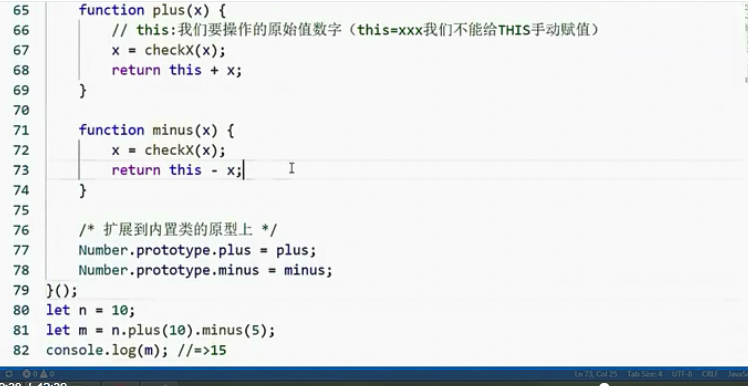 65 function plus(x) {
66 // this:我们要操作的原始值数字（this=xxx我们不能给THIS手动赋值）
67 x = checkX(x);
68 return this + x;
69 }
70
71 function minus(x) {
72 x = checkX(x);
73 return this - x;
74 }
75
76 /* 扩展到内置类的原型上 */
77 Number.prototype.plus = plus;
78 Number.prototype.minus = minus;
79 }();
80 let n = 10;
81 let m = n.plus(10).minus(5);
82 console.log(m); //=>15
0 0 Ln 73, Col 25 Tab Size: 4 UTF-8 CRLF